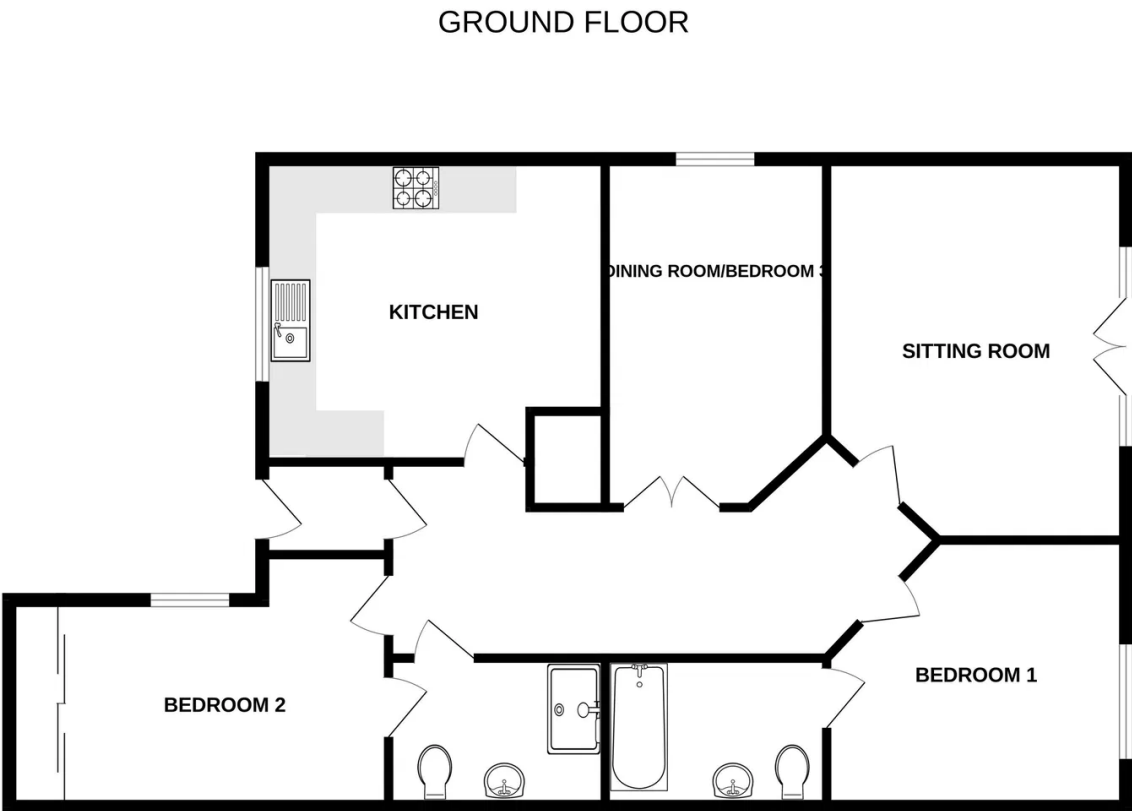 GROUND FLOOR
DINING ROOM/BEDROOM 3
KITCHEN
SITTING ROOM
BEDROOM 1
BEDROOM 2